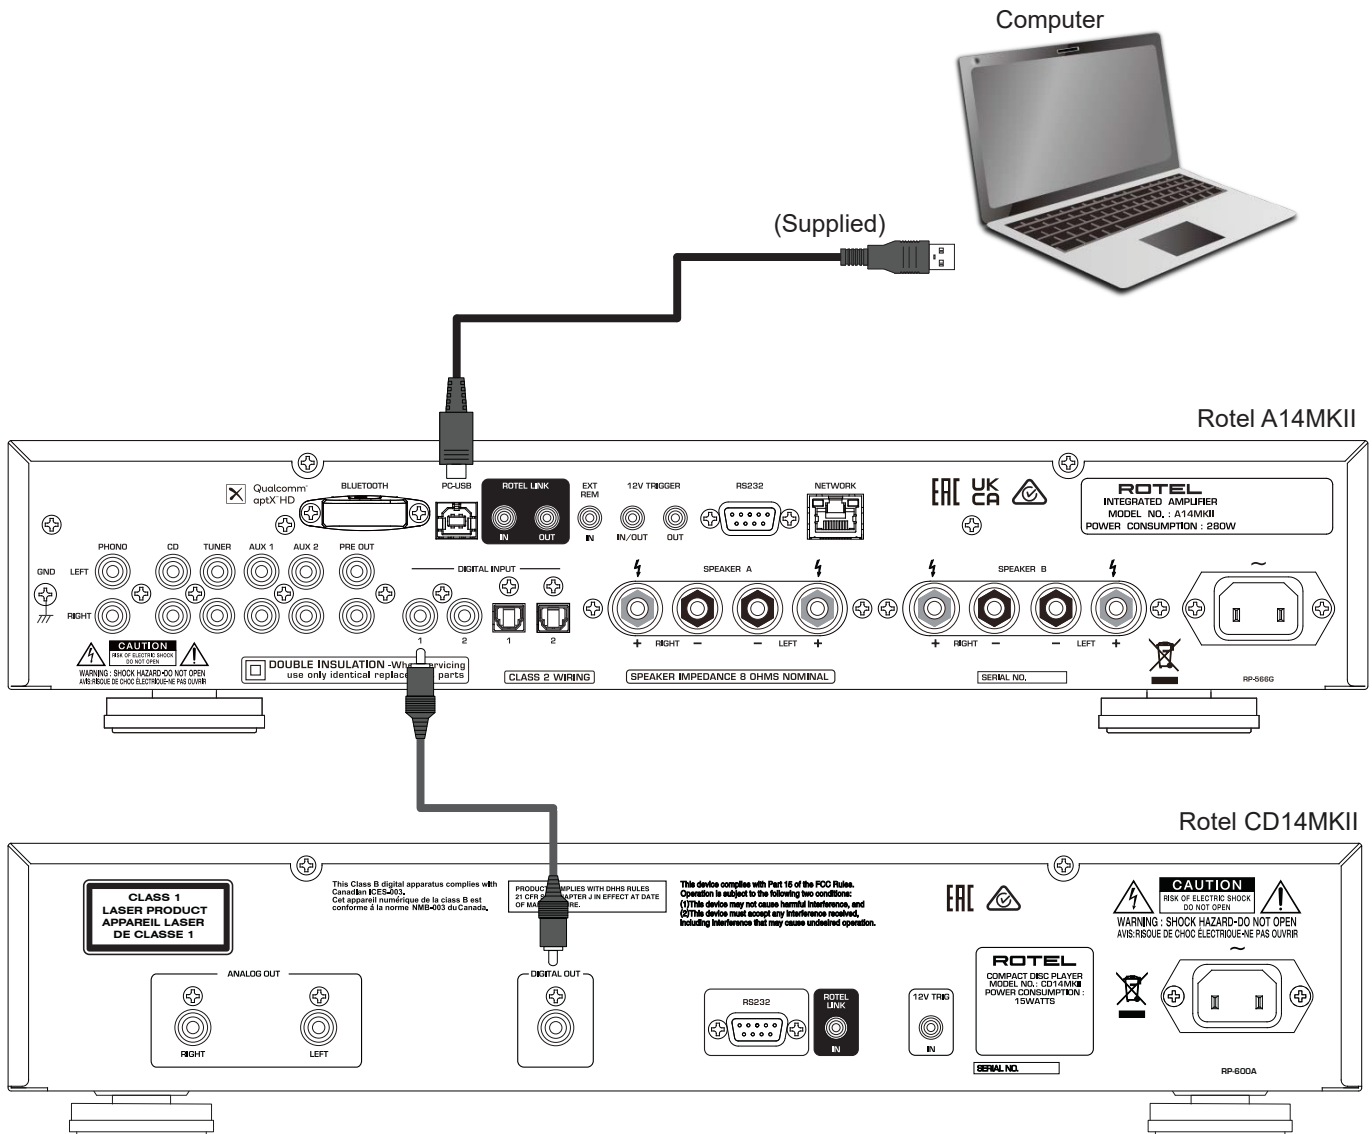 Computer
(Supplied)
Rotel A14MKII
Qualcomm
aptX HD
BLUETOOTH
PC-USB
ROTEL LINK
IN
OUT
EXT
REM
IN
12V TRIGGER
IN/OUT
OUT
RS232
NETWORK
EAC
UK
CA
ROTEL
INTEGRATED AMPLIFIER
MODEL NO. : A14MKII
POWER CONSUMPTION : 280W
PHONO
CD
TUNER
AUX 1
AUX 2
PRE OUT
GND
LEFT
RIGHT
DIGITAL INPUT
1
2
1
2
SPEAKER A
+ RIGHT −
− LEFT +
SPEAKER B
+ RIGHT −
− LEFT +
~
CAUTION
RISK OF ELECTRIC SHOCK
DO NOT OPEN
WARNING : SHOCK HAZARD-DO NOT OPEN
AVIS:RISQUE DE CHOC ÉLECTRIQUE-NE PAS OUVRIR
DOUBLE INSULATION -Whe ervicing
use only identical replace parts
CLASS 2 WIRING
SPEAKER IMPEDANCE 8 OHMS NOMINAL
SERIAL NO.
RP-566G
Rotel CD14MKII
CLASS 1
LASER PRODUCT
APPAREIL LASER
DE CLASSE 1
This Class B digital apparatus complies with
Canadian ICES-003.
Cet appareil numérique de la class B est
conforme á la norme NMB-003 du Canada.
PRODUCT MPLIES WITH DHHS RULES
21 CFR S APTER J IN EFFECT AT DATE
OF MA RE.
This device complies with Part 15 of the FCC Rules.
Operation is subject to the following two conditions:
(1)This device may not cause harmful interference, and
(2)This device must accept any interference received,
including interference that may cause undesired operation.
EAC
CAUTION
RISK OF ELECTRIC SHOCK
DO NOT OPEN
WARNING : SHOCK HAZARD-DO NOT OPEN
AVIS:RISQUE DE CHOC ÉLECTRIQUE-NE PAS OUVRIR
ANALOG OUT
RIGHT
LEFT
DIGITAL OUT
RS232
ROTEL
LINK
IN
12V TRIG
IN
ROTEL
COMPACT DISC PLAYER
MODEL NO. : CD14MKII
POWER CONSUMPTION :
15WATTS
SERIAL NO.
~
RP-600A